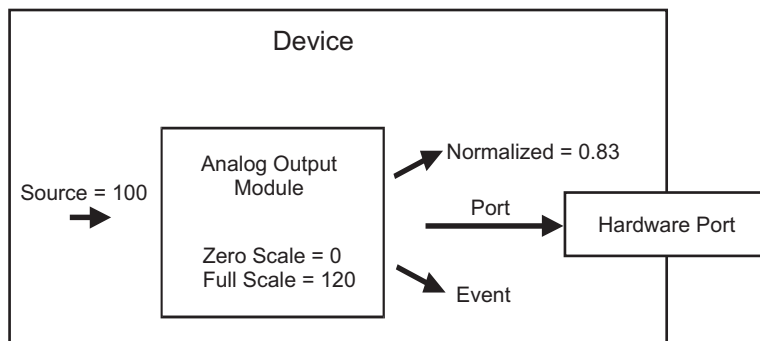 Device
Source = 100
Analog Output
Module
Zero Scale = 0
Full Scale = 120
Normalized = 0.83
Port
Event
Hardware Port